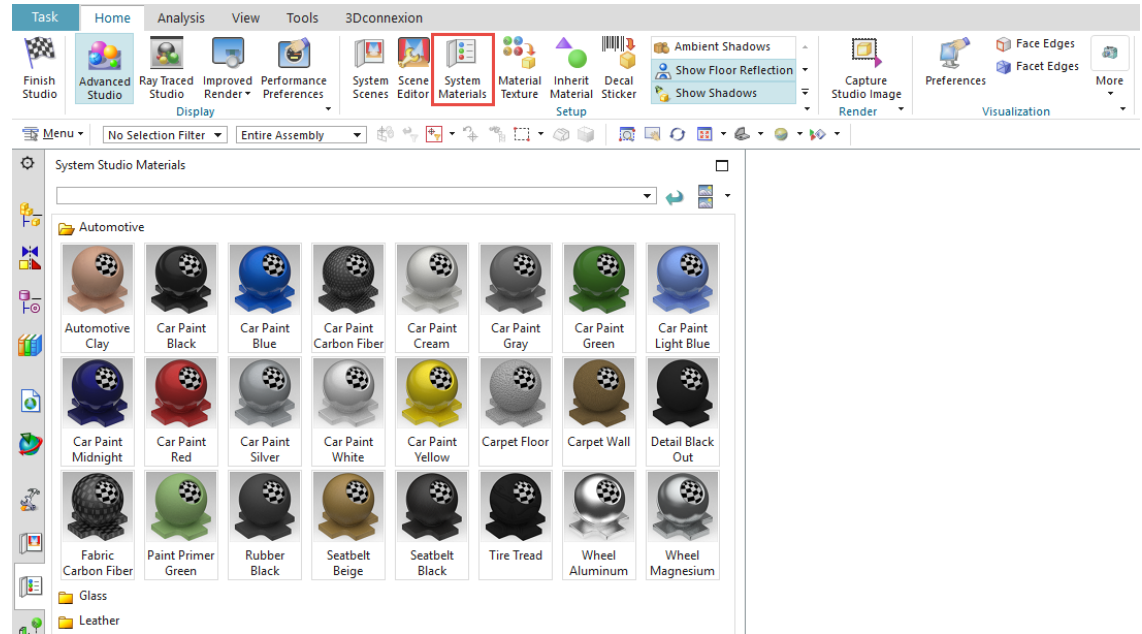 Task Home Analysis View Tools 3Dconnexion
Finish Studio
Advanced Studio
Ray Traced Studio
Improved Render
Performance Preferences
Display
System Scenes
Scene Editor
System Materials
Material Texture
Inherit Material
Decal Sticker
Ambient Shadows
Show Floor Reflection
Show Shadows
Setup
Capture Studio Image
Render
Preferences
Face Edges
Facet Edges
More
Visualization
Menu No Selection Filter Entire Assembly
System Studio Materials
Automotive
Automotive Clay
Car Paint Black
Car Paint Blue
Car Paint Carbon Fiber
Car Paint Cream
Car Paint Gray
Car Paint Green
Car Paint Light Blue
Car Paint Midnight
Car Paint Red
Car Paint Silver
Car Paint White
Car Paint Yellow
Carpet Floor
Carpet Wall
Detail Black Out
Fabric Carbon Fiber
Paint Primer Green
Rubber Black
Seatbelt Beige
Seatbelt Black
Tire Tread
Wheel Aluminum
Wheel Magnesium
Glass
Leather